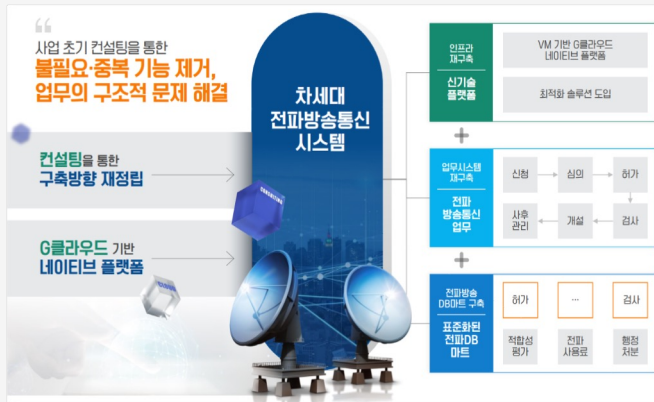 사업 초기 컨설팅을 통한
불필요·중복 기능 제거,
업무의 구조적 문제 해결
컨설팅을 통한
구축방향 재정립
G클라우드 기반
네이티브 플랫폼
차세대
전파방송통신
시스템
인프라
재구축
신기술
플랫폼
VM 기반 G클라우드
네이티브 플랫폼
최적화 솔루션 도입
업무시스템
재구축
전파
방송통신
업무
신청
심의
허가
사후
관리
개설
검사
전파방송
DB마트 구축
표준화된
전파DB
마트
허가
...
검사
적합성
평가
전파
사용료
행정
처분